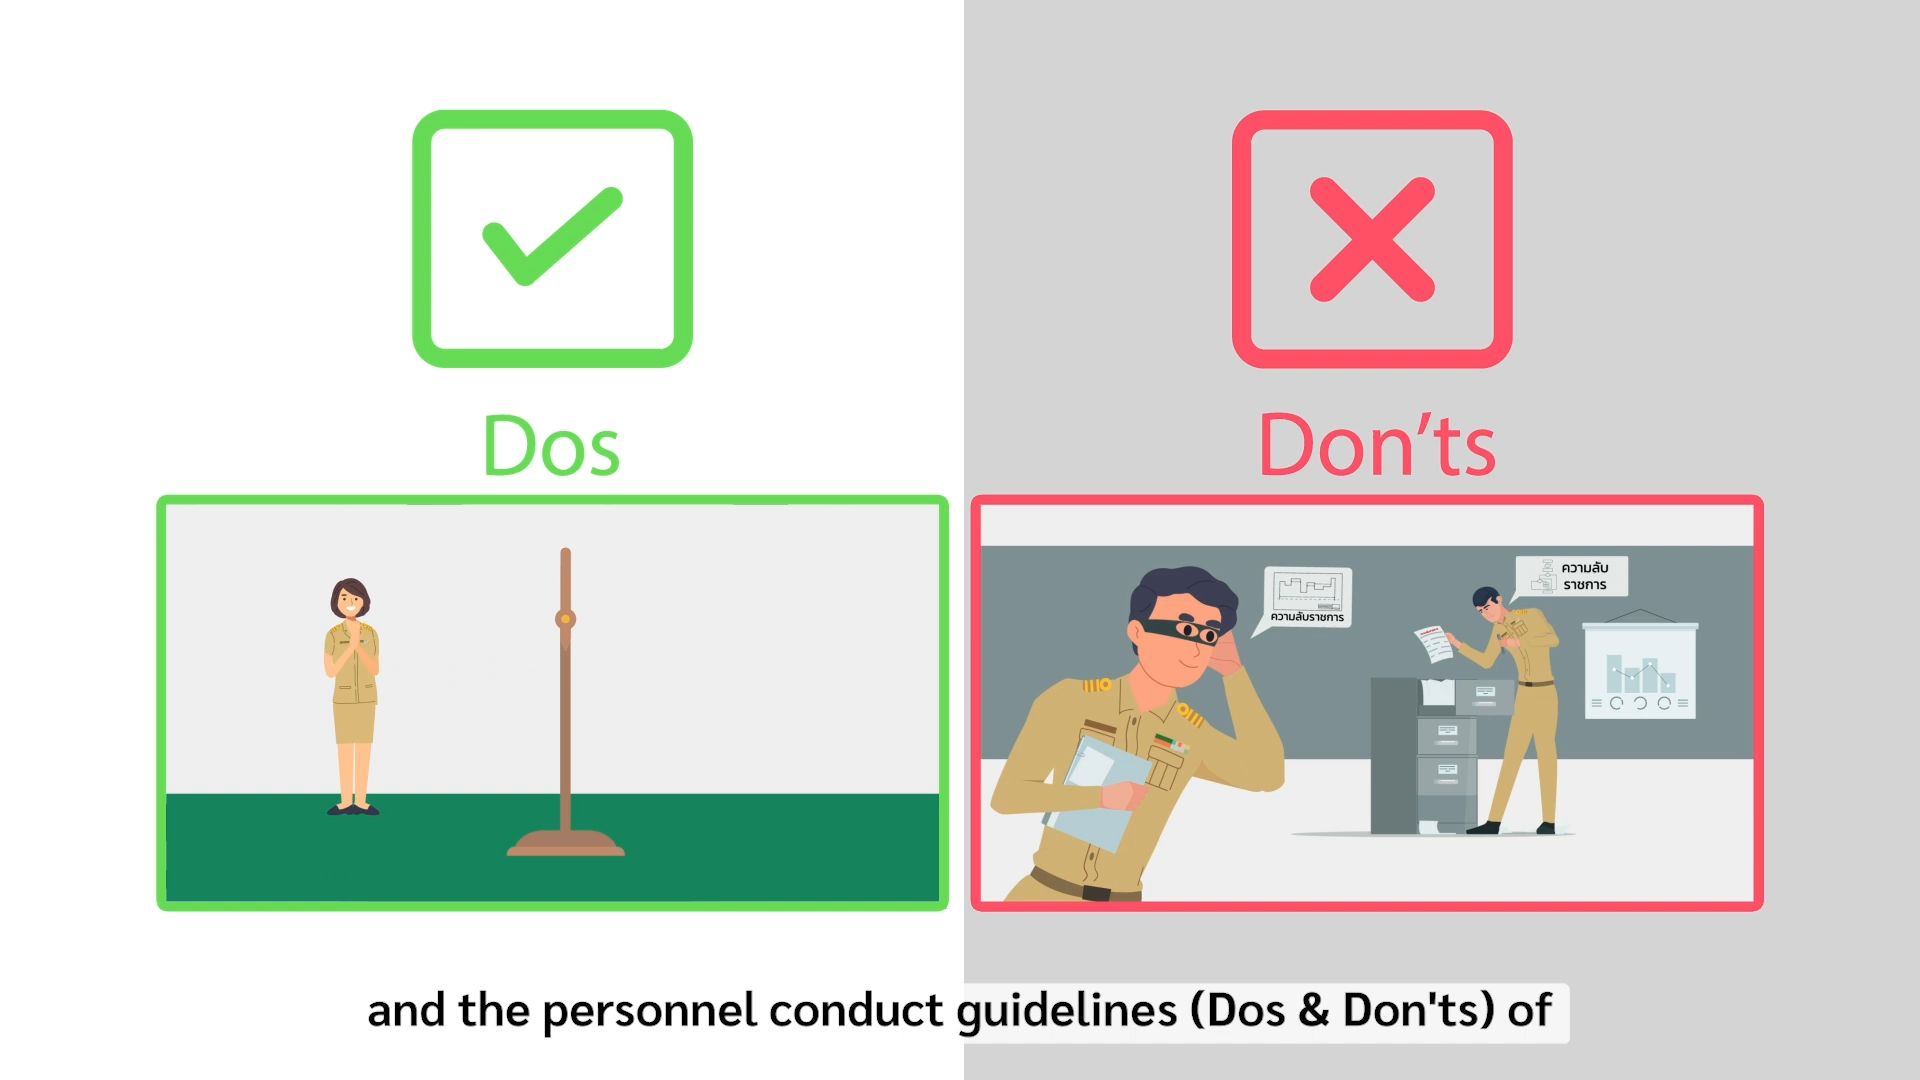 Dos
Don’ts
ความลับราชการ
ความลับ
ราชการ
and the personnel conduct guidelines (Dos & Don'ts) of